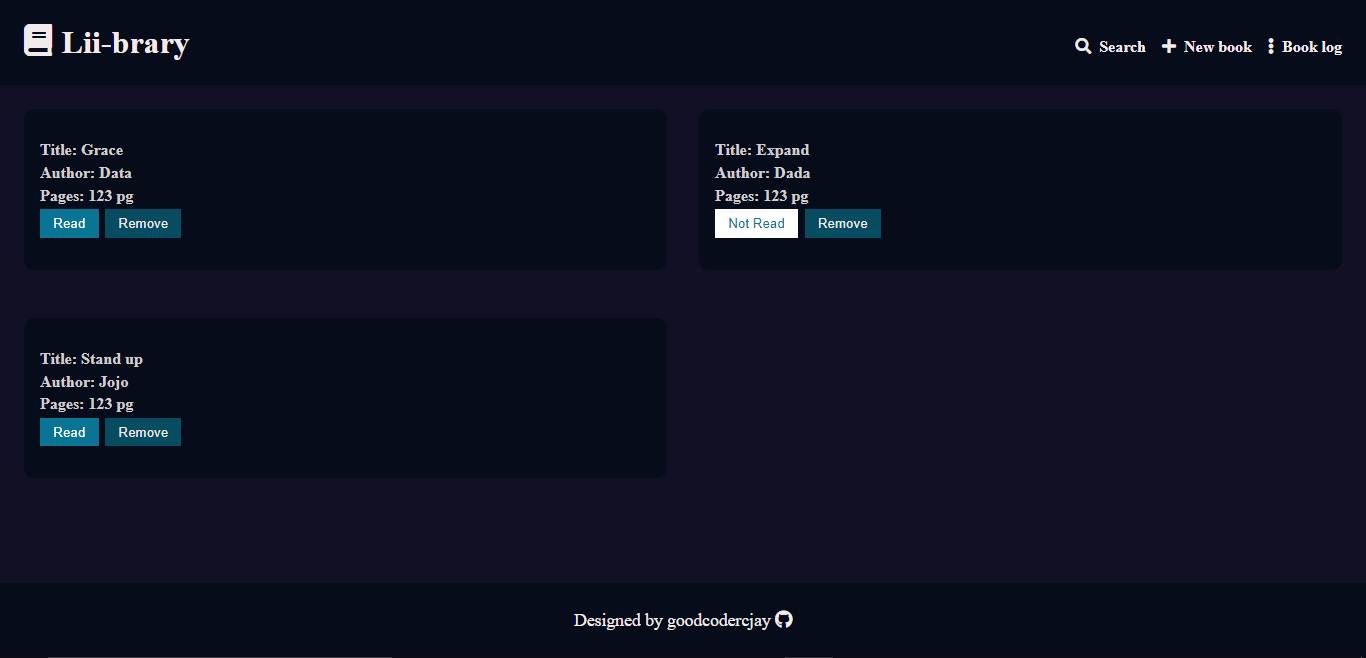 Lii-brary
Search New book Book log
Title: Grace
Author: Data
Pages: 123 pg
Read Remove
Title: Expand
Author: Dada
Pages: 123 pg
Not Read Remove
Title: Stand up
Author: Jojo
Pages: 123 pg
Read Remove
Designed by goodcodercjay